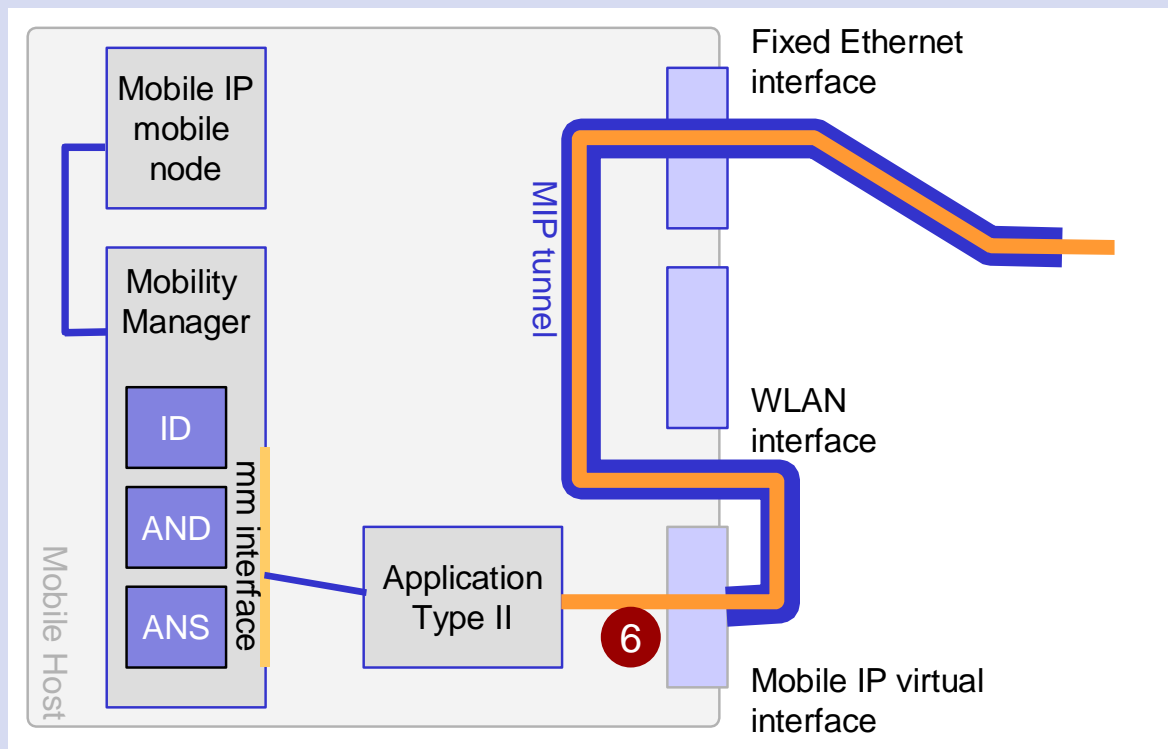 Mobile IP
mobile
node
Mobility
Manager
ID
AND
ANS
mm interface
Mobile Host
Application
Type II
6
MIP tunnel
Fixed Ethernet
interface
WLAN
interface
Mobile IP virtual
interface